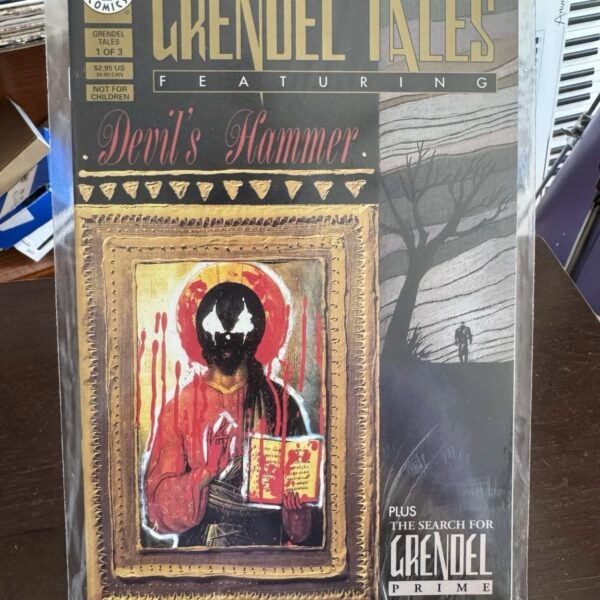 COMICS
GRENDEL TALES
GRENDEL
TALES
1 OF 3
$2.95 US
NOT FOR
CHILDREN
FEATURING
Devil's Hammer
PLUS
THE SEARCH FOR
GRENDEL
PRIME